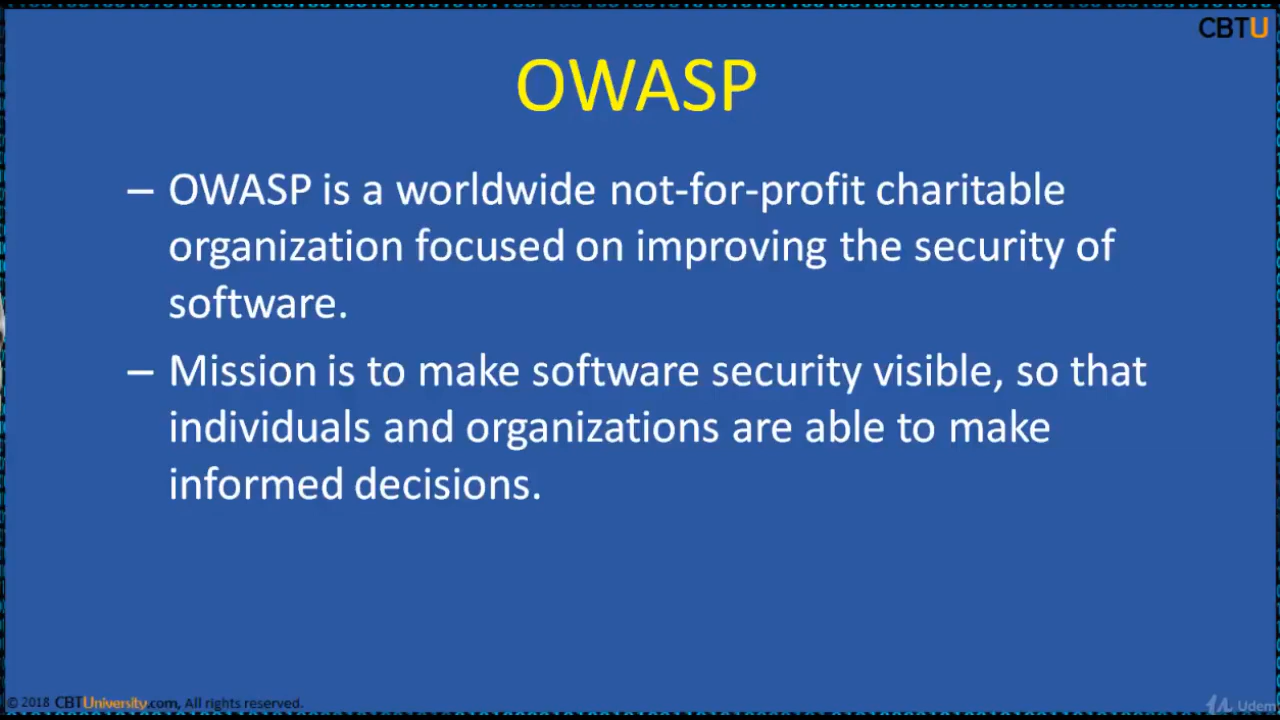 CBTU
OWASP
– OWASP is a worldwide not-for-profit charitable
organization focused on improving the security of
software.
– Mission is to make software security visible, so that
individuals and organizations are able to make
informed decisions.
© 2018 CBTUniversity.com, All rights reserved.